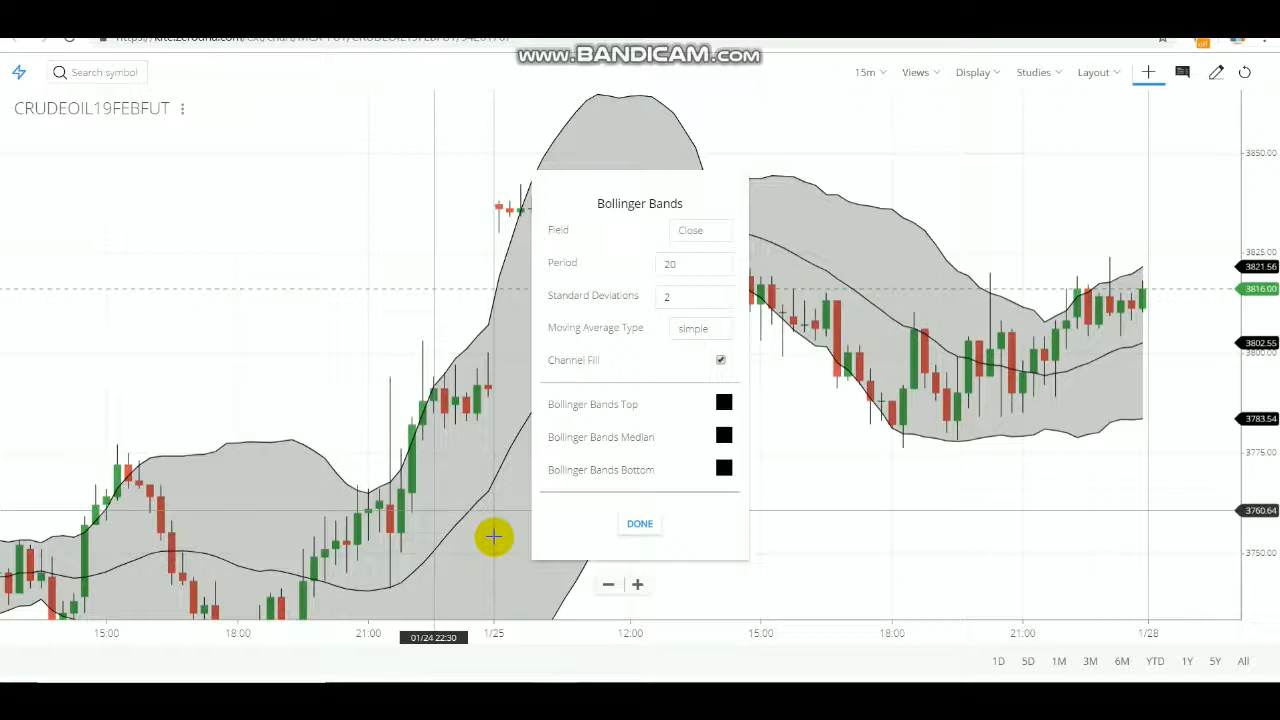 www.BANDICAM.com
Search symbol
15m Views Display Studies Layout
CRUDEOIL19FEBFUT
Bollinger Bands
Field Close
Period 20
Standard Deviations 2
Moving Average Type simple
Channel Fill
Bollinger Bands Top
Bollinger Bands Median
Bollinger Bands Bottom
DONE
3850.00
3825.00
3821.56
3816.00
3802.55
3800.00
3783.54
3775.00
3760.64
3750.00
15:00 18:00 21:00 01/24 22:30 1/25 12:00 15:00 18:00 21:00 1/28
1D 5D 1M 3M 6M YTD 1Y 5Y All